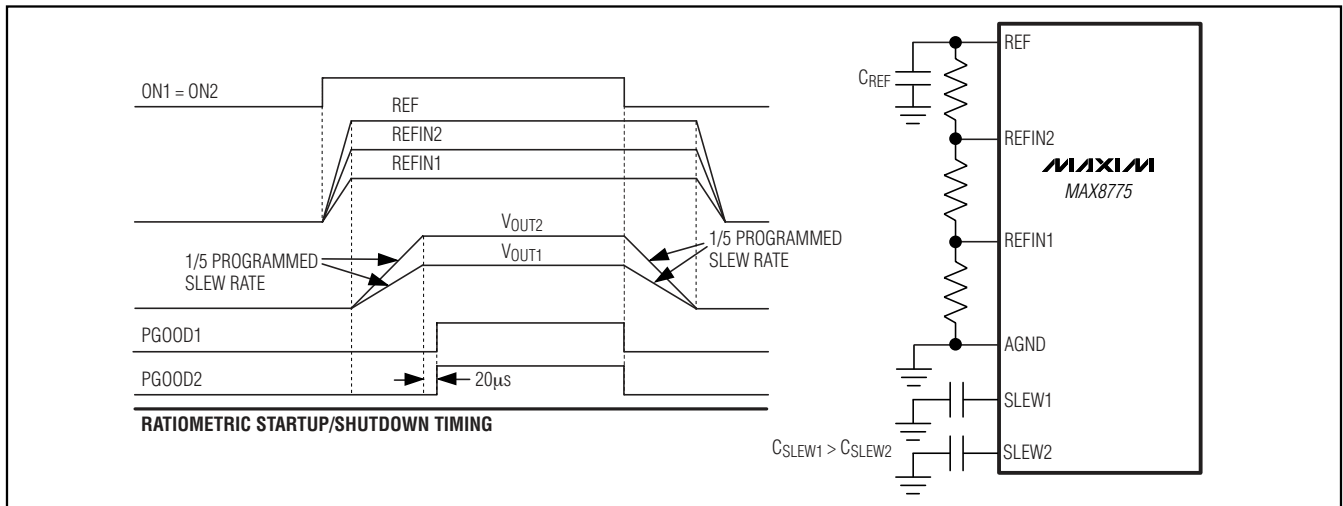 ON1 = ON2
REF
REFIN2
REFIN1
VOUT2
VOUT1
1/5 PROGRAMMED
SLEW RATE
1/5 PROGRAMMED
SLEW RATE
PGOOD1
PGOOD2
20µs
RATIOMETRIC STARTUP/SHUTDOWN TIMING
CREF
REF
REFIN2
MAXIM
MAX8775
REFIN1
AGND
SLEW1
CSLEW1 > CSLEW2
SLEW2